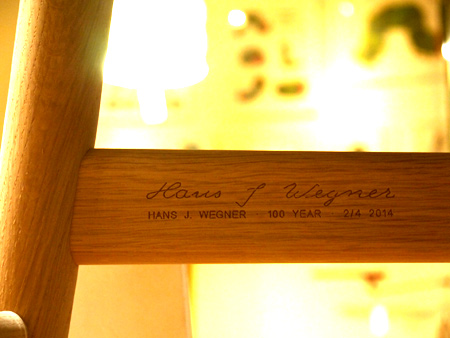 Hans J Wegner
HANS J. WEGNER 100 YEAR 2/4 2014